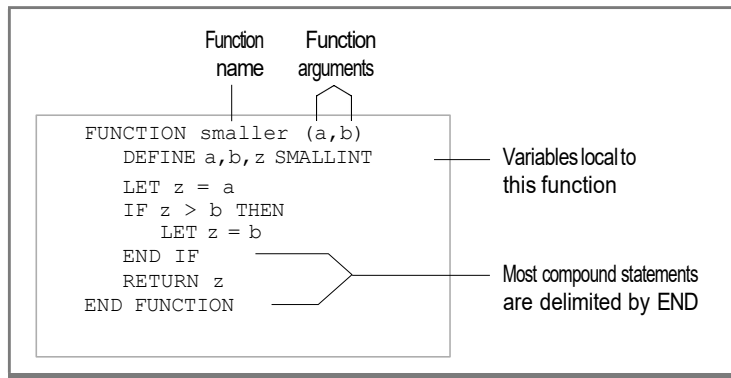 Function name
Function arguments
FUNCTION smaller (a,b)
DEFINE a,b,z SMALLINT
LET z = a
IF z > b THEN
LET z = b
END IF
RETURN z
END FUNCTION
Variables local to
this function
Most compound statements
are delimited by END